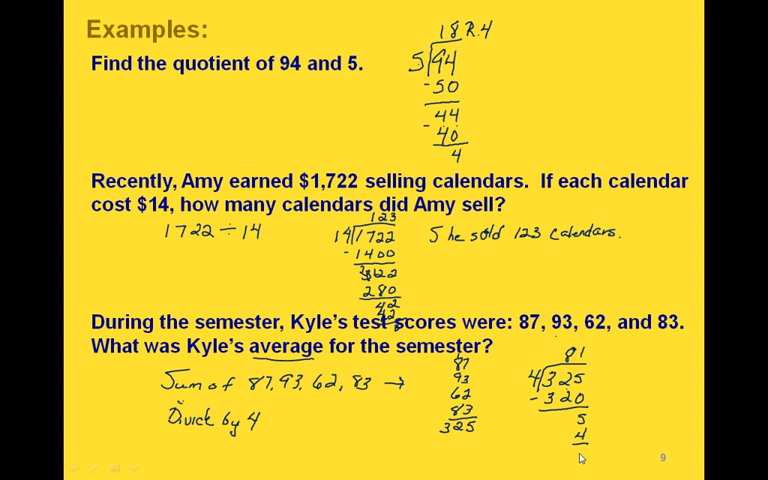 Examples:
18 R.4
Find the quotient of 94 and 5.
5)94
-50
44
-40
4
Recently, Amy earned $1,722 selling calendars. If each calendar
cost $14, how many calendars did Amy sell?
123
1722 ÷ 14
14)1722
She sold 123 calendars.
-1400
322
280
42
42
During the semester, Kyle's test scores were: 87, 93, 62, and 83.
What was Kyle's average for the semester?
Sum of 87, 93, 62, 83 →
87
93
62
83
325
81
4)325
-320
5
4
Divide by 4
9